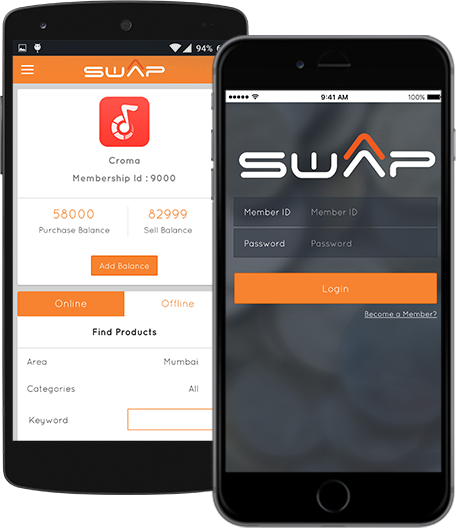 94%
SWAP
Croma
Membership Id : 9000
58000
82999
Purchase Balance
Sell Balance
Add Balance
Online
Offline
Find Products
Area
Mumbai
Categories
All
Keyword
9:41 AM
100%
SWAP
Member ID
Member ID
Password
Password
Login
Become a Member?